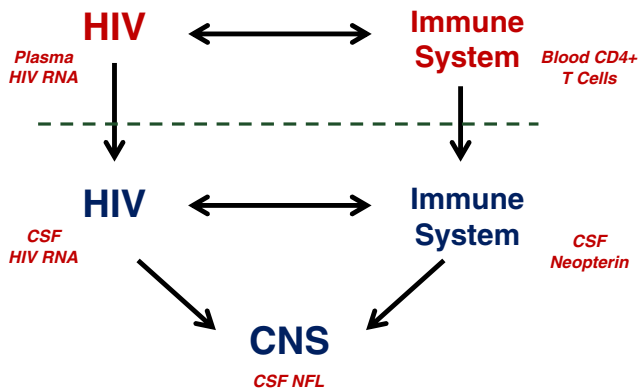 HIV
Immune
System
Plasma
HIV RNA
Blood CD4+
T Cells
HIV
Immune
System
CSF
HIV RNA
CSF
Neopterin
CNS
CSF NFL